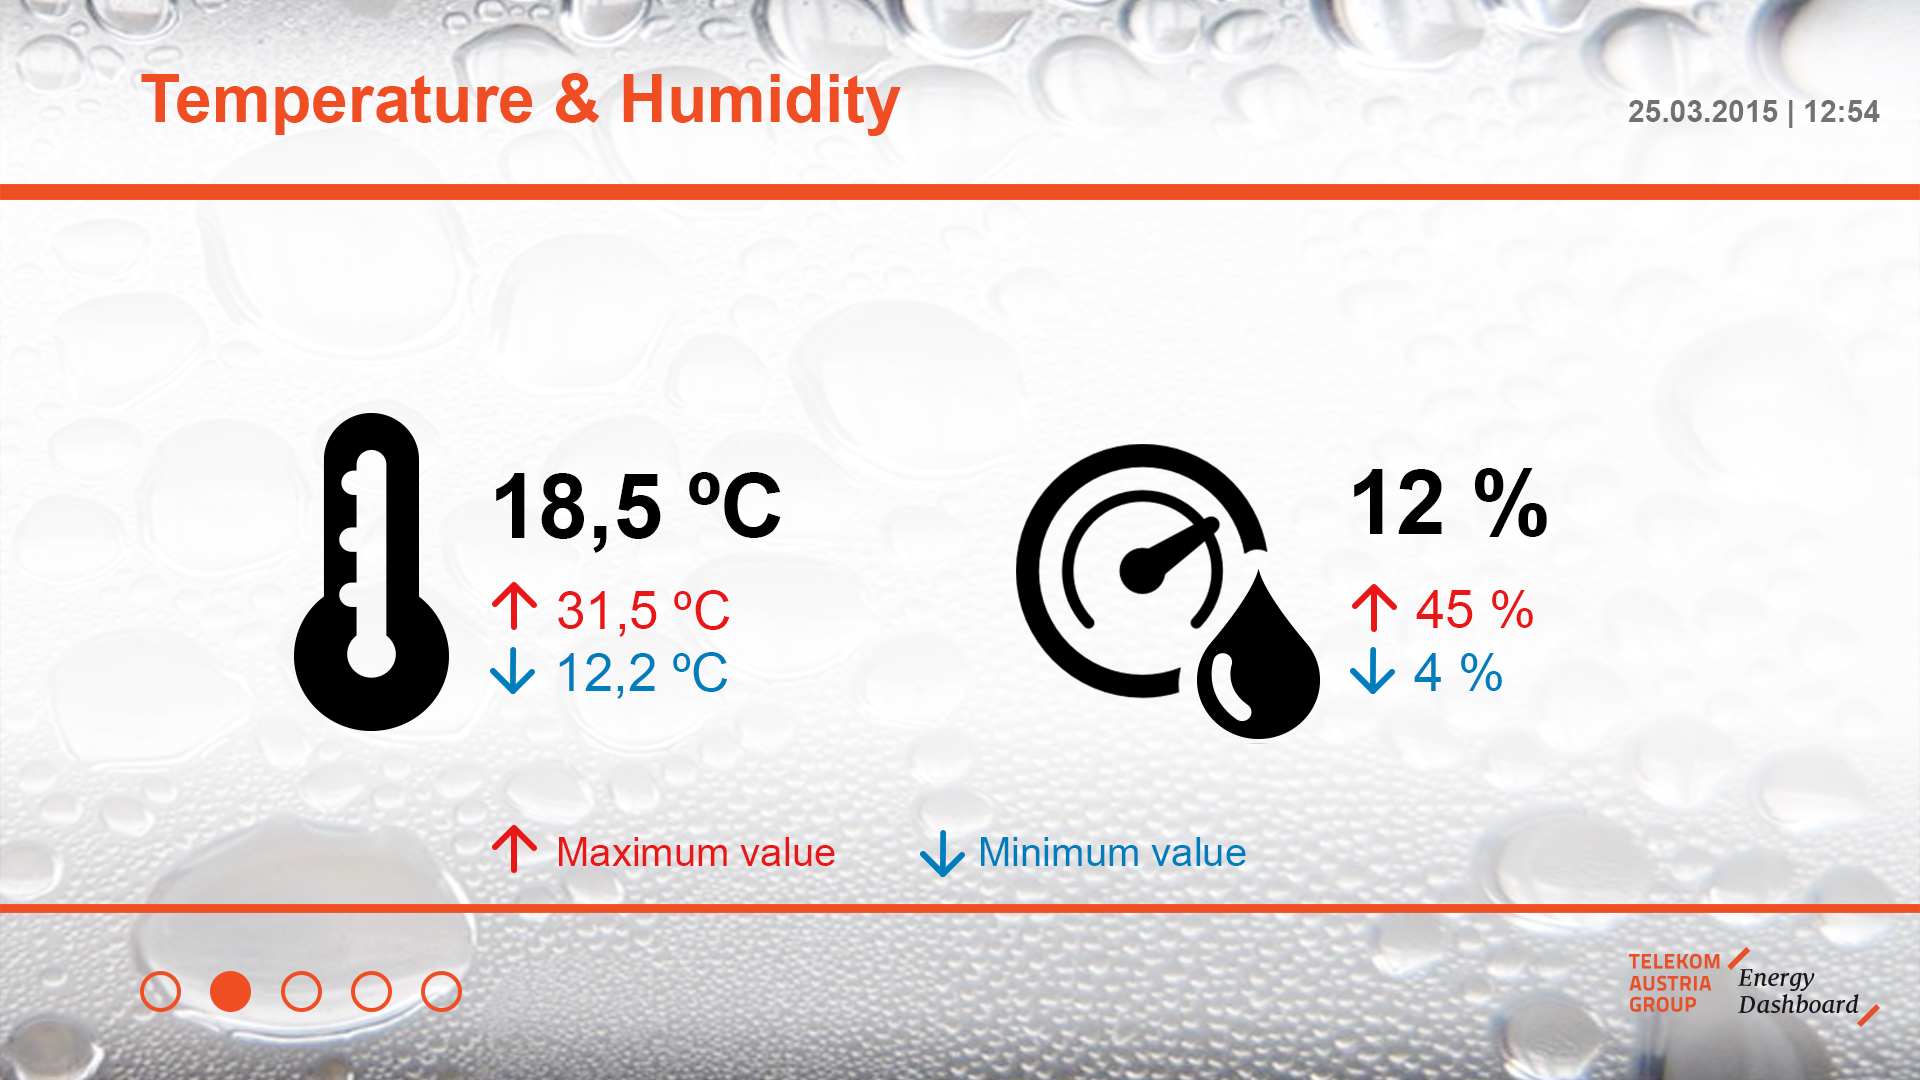 Temperature & Humidity
25.03.2015 | 12:54
18,5 ºC
31,5 ºC
12,2 ºC
12 %
45 %
4 %
Maximum value
Minimum value
TELEKOM
AUSTRIA
GROUP
Energy
Dashboard